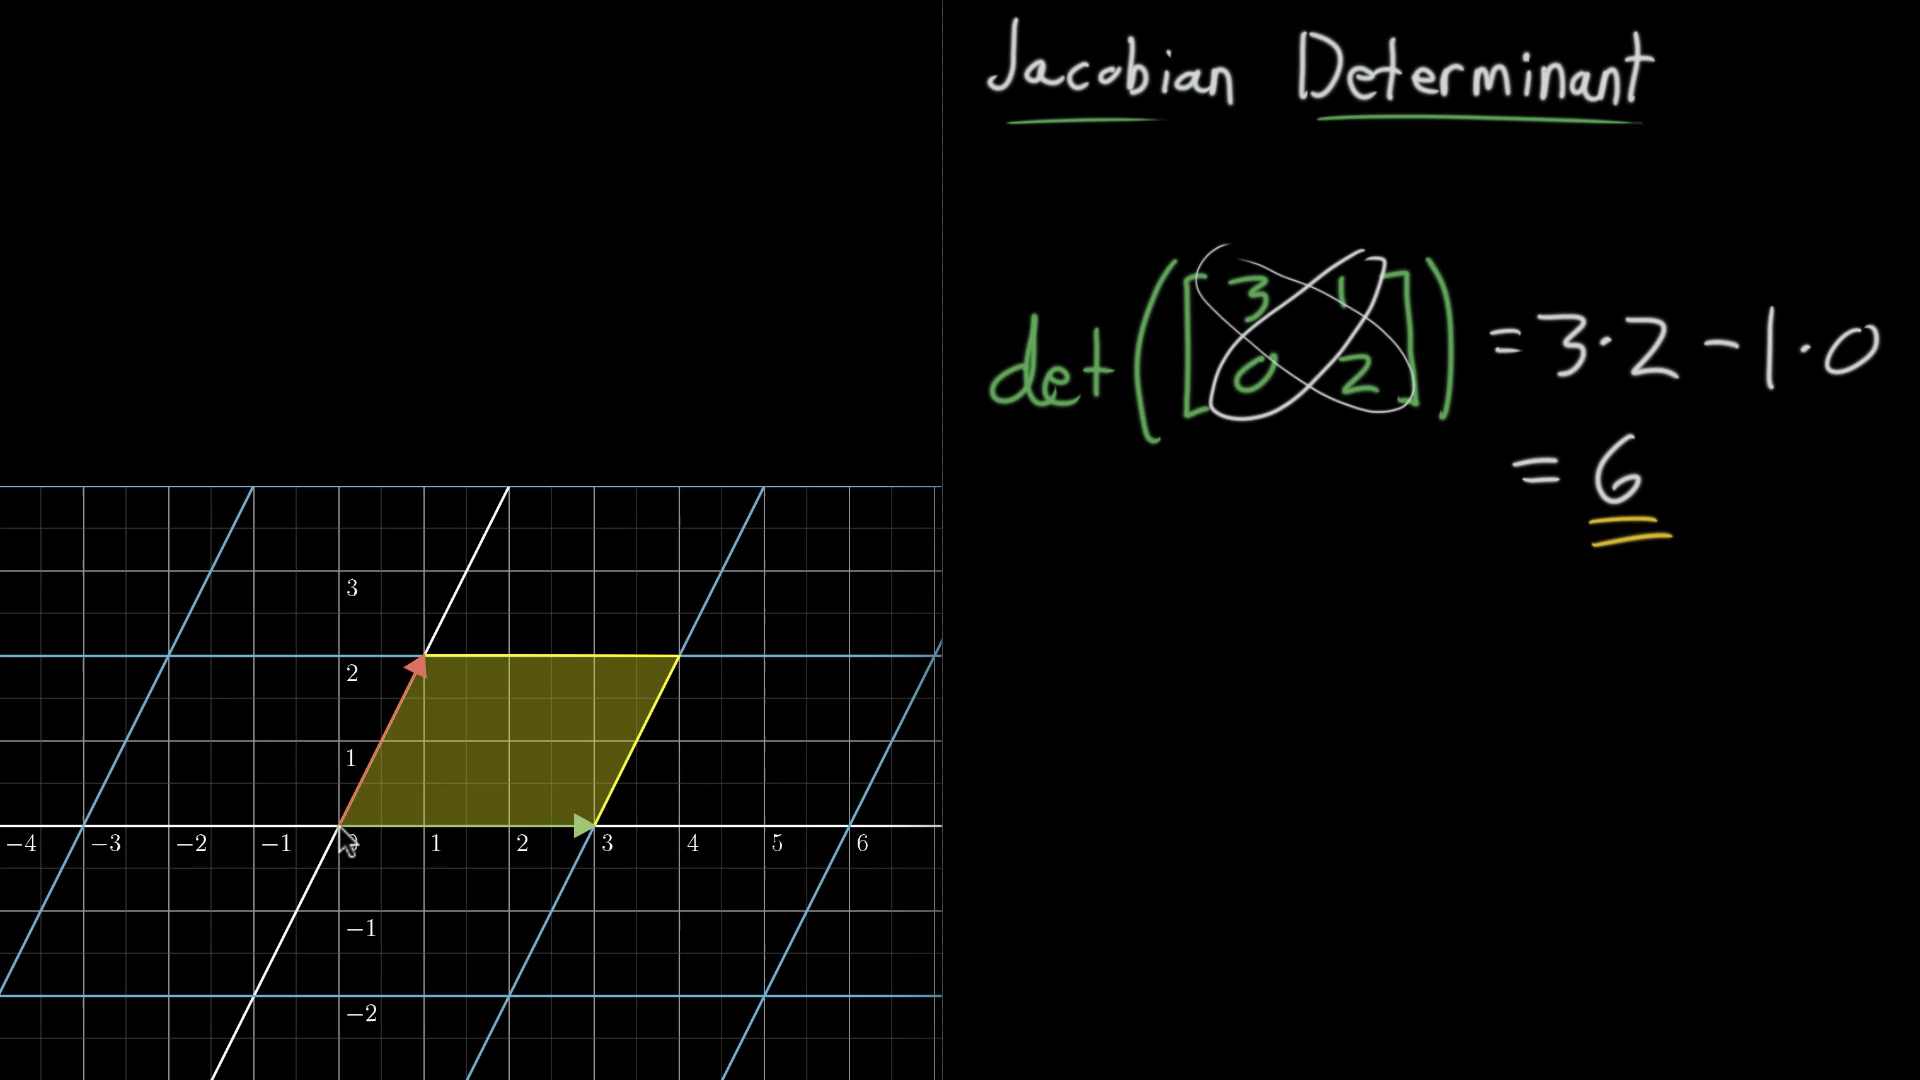 Jacobian Determinant
det([3 1
0 2]) = 3·2 − 1·0
= 6
3
2
1
−4 −3 −2 −1 1 2 3 4 5 6
−1
−2